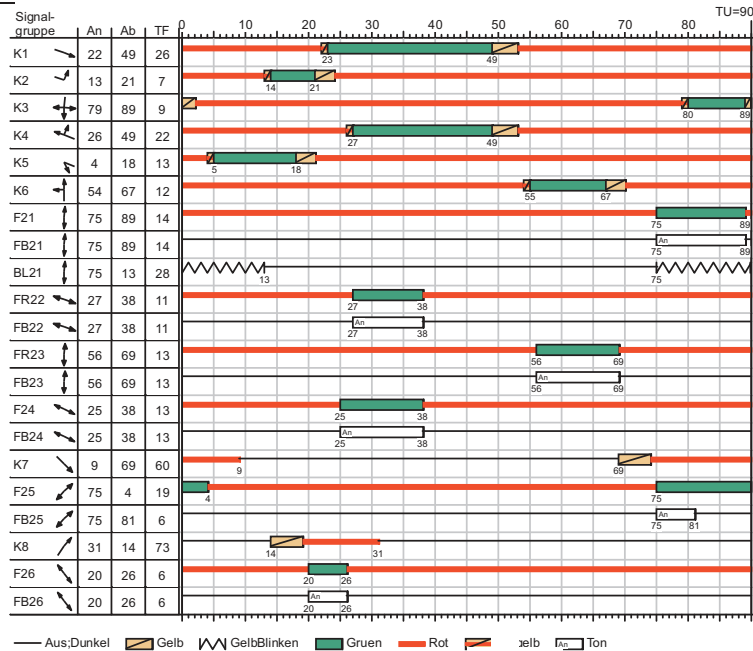 TU=90
Signal-
gruppe An Ab TF 0 10 20 30 40 50 60 70 80
K1 22 49 26
23 49
K2 13 21 7
14 21
K3 79 89 9
80 89
K4 26 49 22
27 49
K5 4 18 13
5 18
K6 54 67 12
55 67
F21 75 89 14
75 89
FB21 75 89 14 An
75 89
BL21 75 13 28
13 75
FR22 27 38 11
27 38
FB22 27 38 11 An
27 38
FR23 56 69 13
56 69
FB23 56 69 13 An
56 69
F24 25 38 13
25 38
FB24 25 38 13 An
25 38
K7 9 69 60
9 69
F25 75 4 19
4 75
FB25 75 81 6 An
75 81
K8 31 14 73
14 31
F26 20 26 6
20 26
FB26 20 26 6 An
20 26
Aus;Dunkel Gelb GelbBlinken Gruen Rot elb An Ton